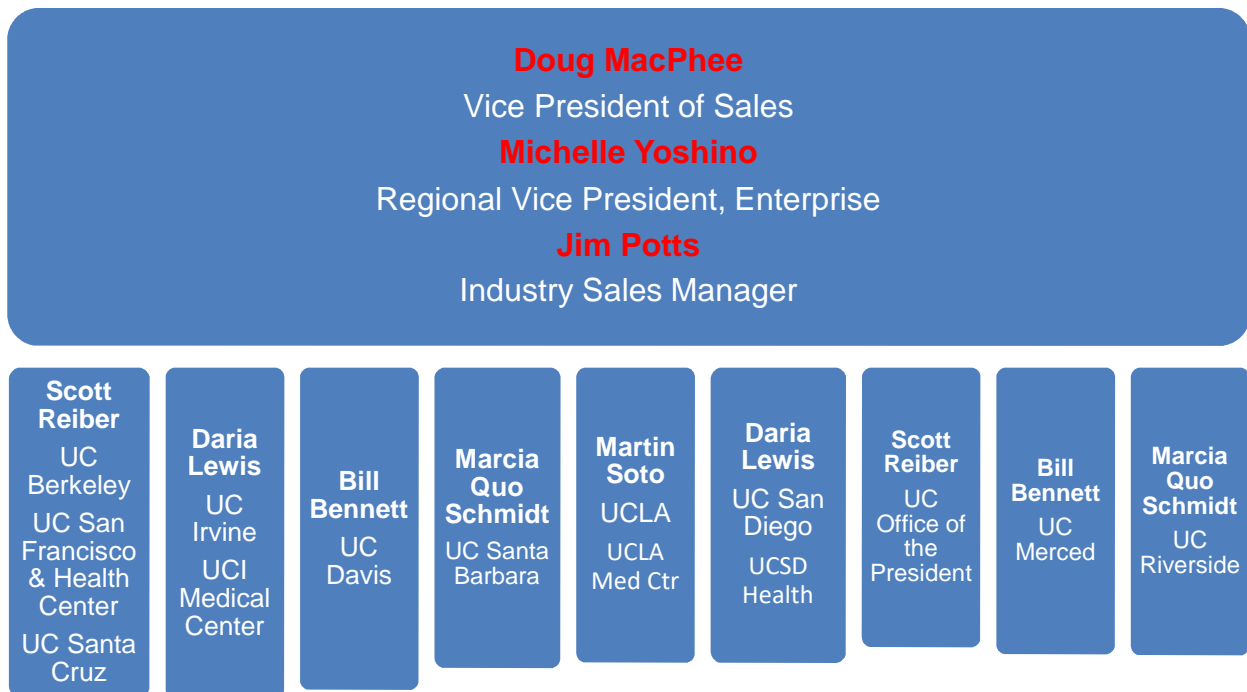 Doug MacPhee
Vice President of Sales
Michelle Yoshino
Regional Vice President, Enterprise
Jim Potts
Industry Sales Manager
Scott
Reiber
UC
Berkeley
UC San
Francisco
& Health
Center
UC Santa
Cruz
Daria
Lewis
UC
Irvine
UCI
Medical
Center
Bill
Bennett
UC
Davis
Marcia
Quo
Schmidt
UC Santa
Barbara
Martin
Soto
UCLA
UCLA
Med Ctr
Daria
Lewis
UC San
Diego
UCSD
Health
Scott
Reiber
UC
Office of
the
President
Bill
Bennett
UC
Merced
Marcia
Quo
Schmidt
UC
Riverside